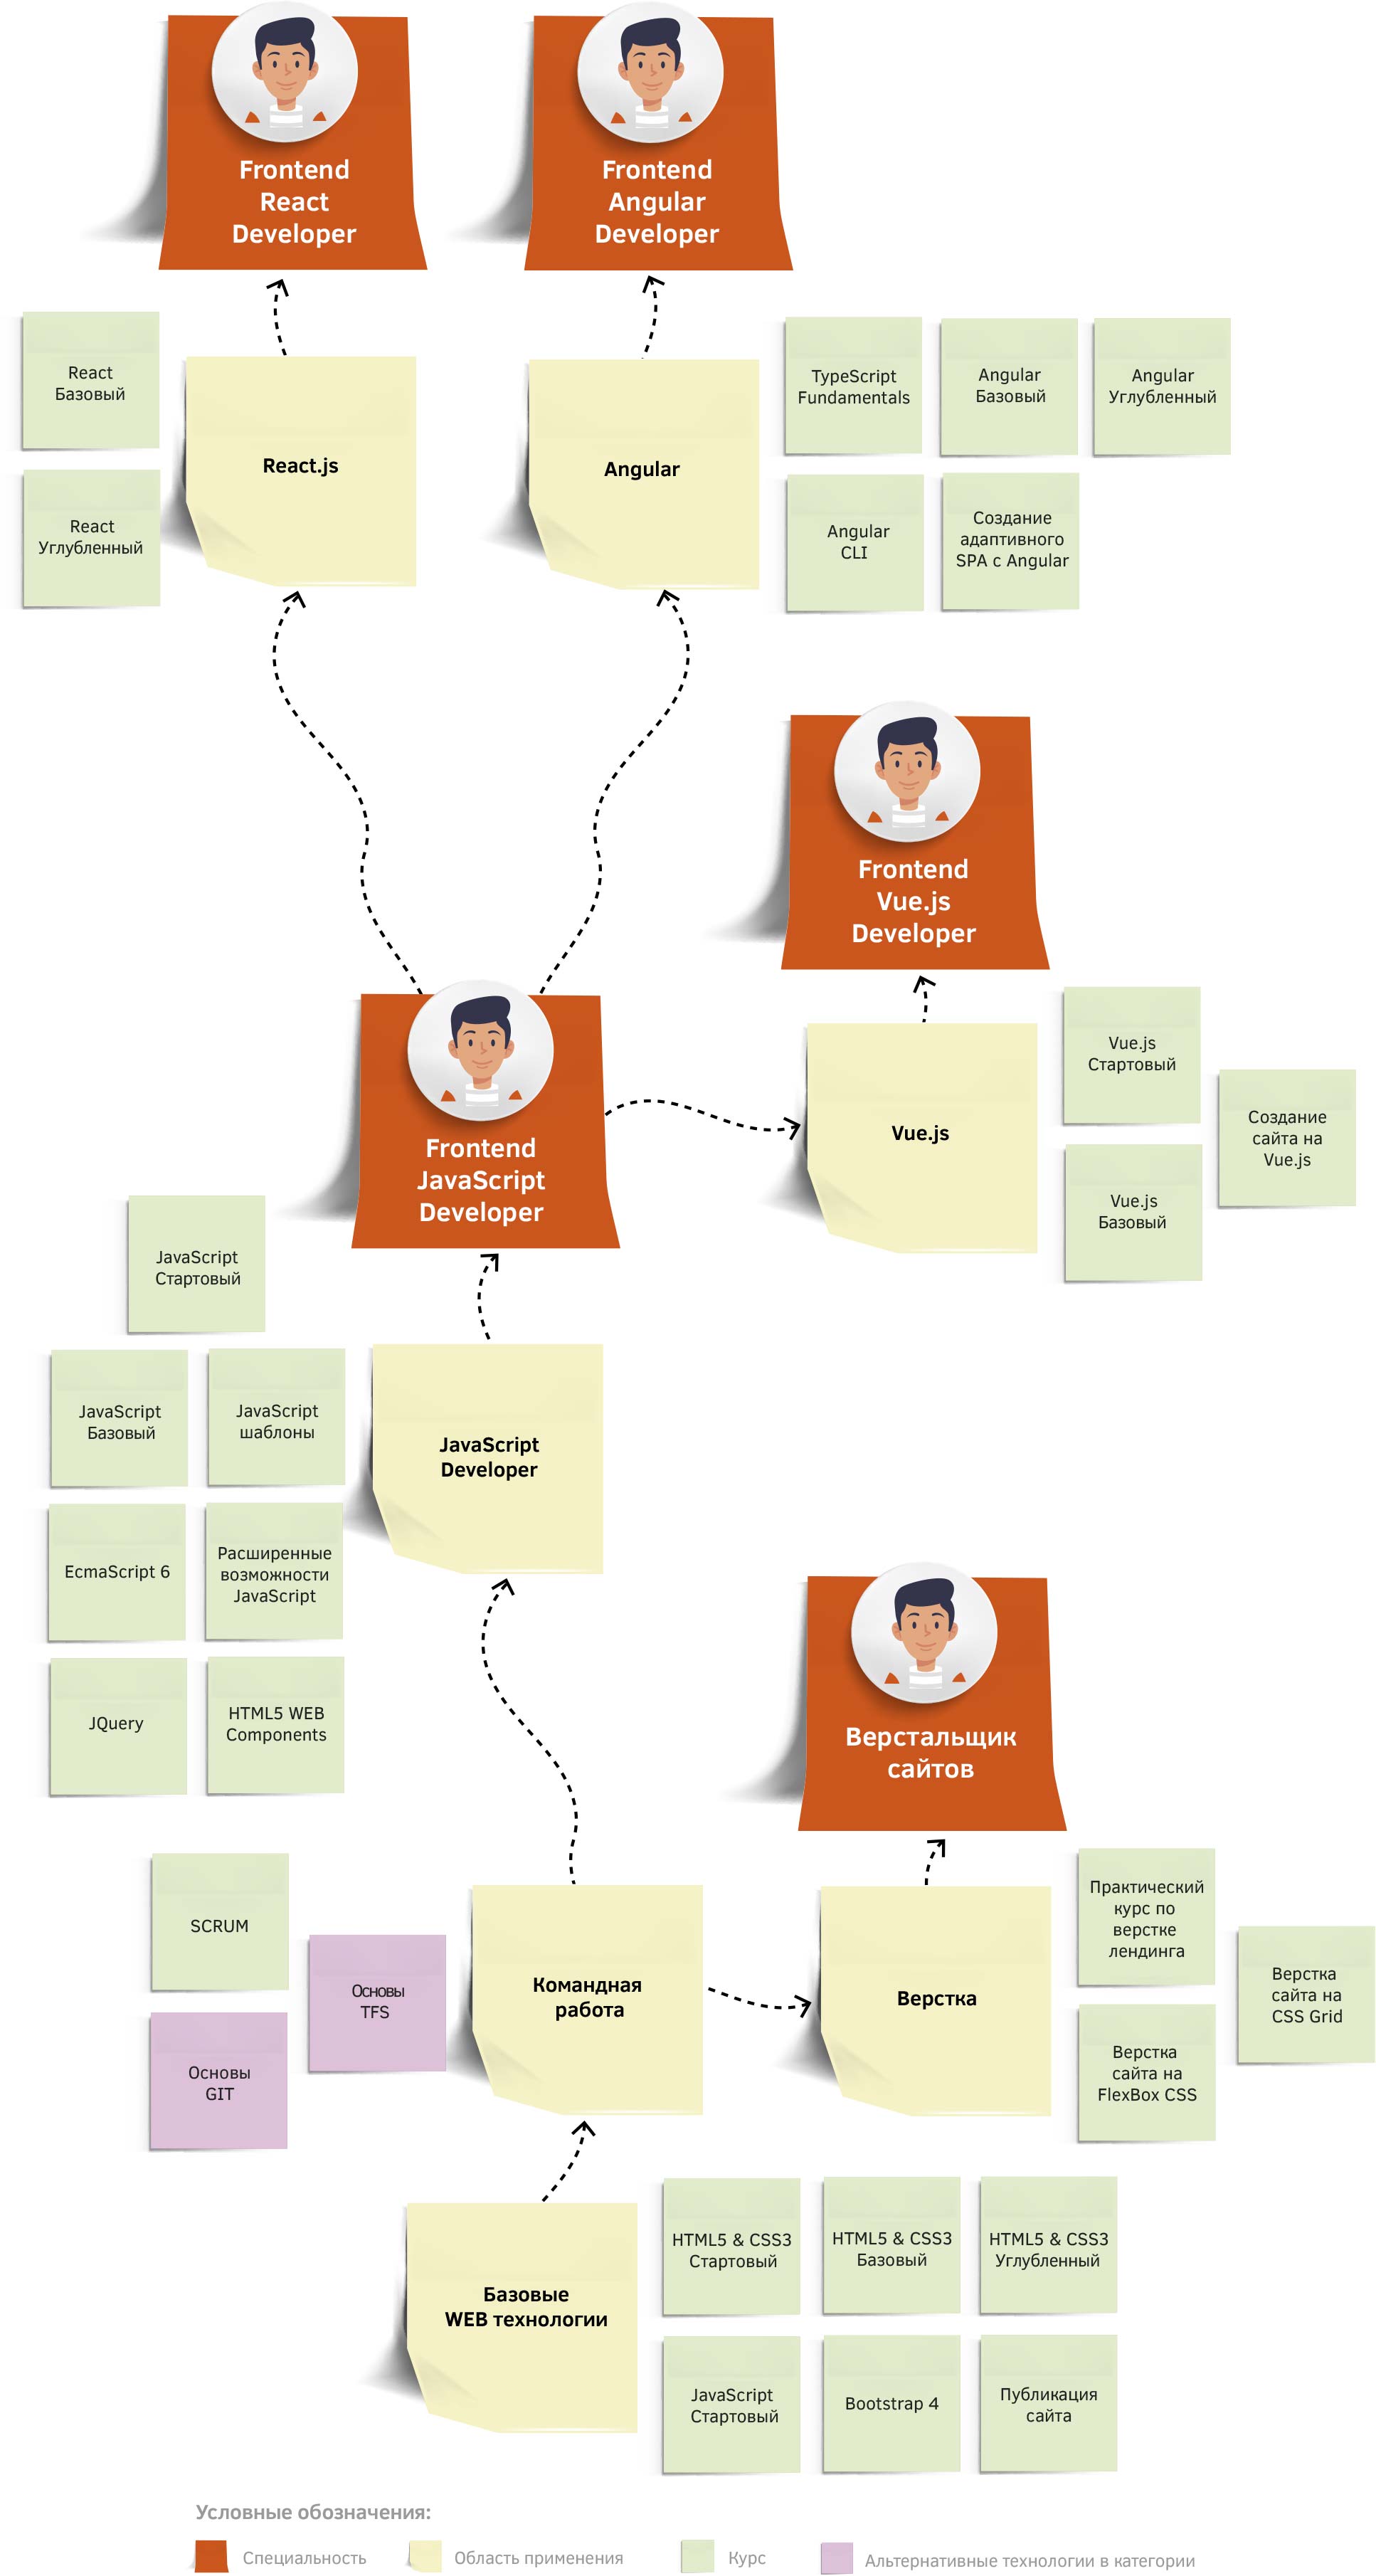 Frontend
React
Developer
Frontend
Angular
Developer
React
Базовый
React
Углубленный
React.js
Angular
TypeScript
Fundamentals
Angular
Базовый
Angular
Углубленный
Angular
CLI
Создание
адаптивного
SPA с Angular
Frontend
Vue.js
Developer
Frontend
JavaScript
Developer
Vue.js
Vue.js
Стартовый
Создание
сайта на
Vue.js
Vue.js
Базовый
JavaScript
Стартовый
JavaScript
Базовый
JavaScript
шаблоны
EcmaScript 6
Расширенные
возможности
JavaScript
JQuery
HTML5 WEB
Components
JavaScript
Developer
Верстальщик
сайтов
SCRUM
Основы
TFS
Основы
GIT
Командная
работа
Верстка
Практический
курс по
верстке
лендинга
Верстка
сайта на
CSS Grid
Верстка
сайта на
FlexBox CSS
Базовые
WEB технологии
HTML5 & CSS3
Стартовый
HTML5 & CSS3
Базовый
HTML5 & CSS3
Углубленный
JavaScript
Стартовый
Bootstrap 4
Публикация
сайта
Условные обозначения:
Специальность
Область применения
Курс
Альтернативные технологии в категории